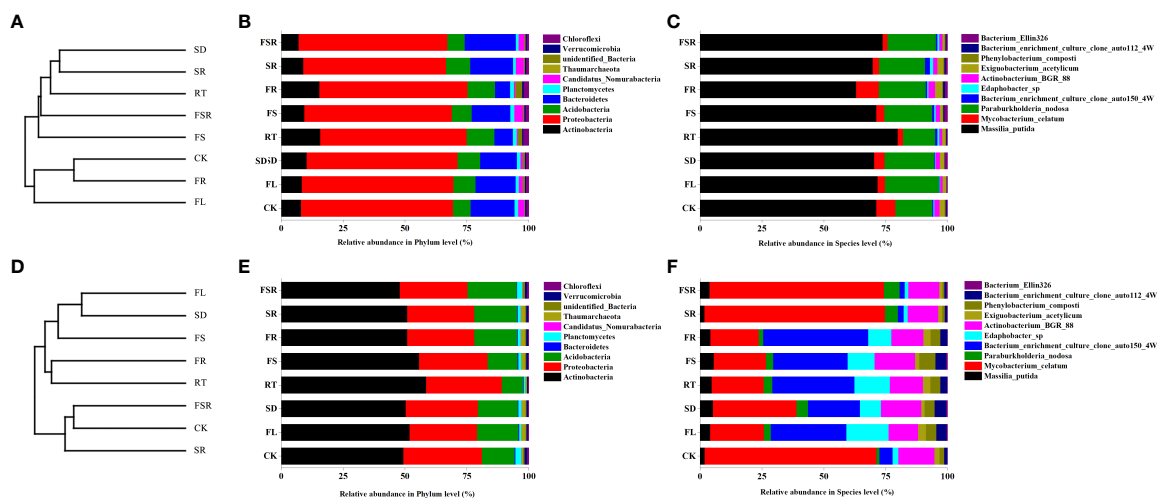 A
SD
SR
RT
FSR
FS
CK
FR
FL
B
FSR
SR
FR
FS
RT
SDiD
FL
CK
0
25
50
75
100
Relative abundance in Phylum level (%)
Chloroflexi
Verrucomicrobia
unidentified_Bacteria
Thaumarchaeota
Candidatus_Nomurabacteria
Planctomycetes
Bacteroidetes
Acidobacteria
Proteobacteria
Actinobacteria
C
FSR
SR
FR
FS
RT
SD
FL
CK
0
25
50
75
100
Relative abundance in Species level (%)
Bacterium_Ellin326
Bacterium_enrichment_culture_clone_auto112_4W
Phenylobacterium_composti
Exiguobacterium_acetylicum
Actinobacterium_BGR_88
Edaphobacter_sp
Bacterium_enrichment_culture_clone_auto150_4W
Paraburkholderia_nodosa
Mycobacterium_celatum
Massilia_putida
D
FL
SD
FS
FR
RT
FSR
CK
SR
E
FSR
SR
FR
FS
RT
SD
FL
CK
0
25
50
75
100
Relative abundance in Phylum level (%)
Chloroflexi
Verrucomicrobia
unidentified_Bacteria
Thaumarchaeota
Candidatus_Nomurabacteria
Planctomycetes
Bacteroidetes
Acidobacteria
Proteobacteria
Actinobacteria
F
FSR
SR
FR
FS
RT
SD
FL
CK
0
25
50
75
100
Relative abundance in Species level (%)
Bacterium_Ellin326
Bacterium_enrichment_culture_clone_auto112_4W
Phenylobacterium_composti
Exiguobacterium_acetylicum
Actinobacterium_BGR_88
Edaphobacter_sp
Bacterium_enrichment_culture_clone_auto150_4W
Paraburkholderia_nodosa
Mycobacterium_celatum
Massilia_putida